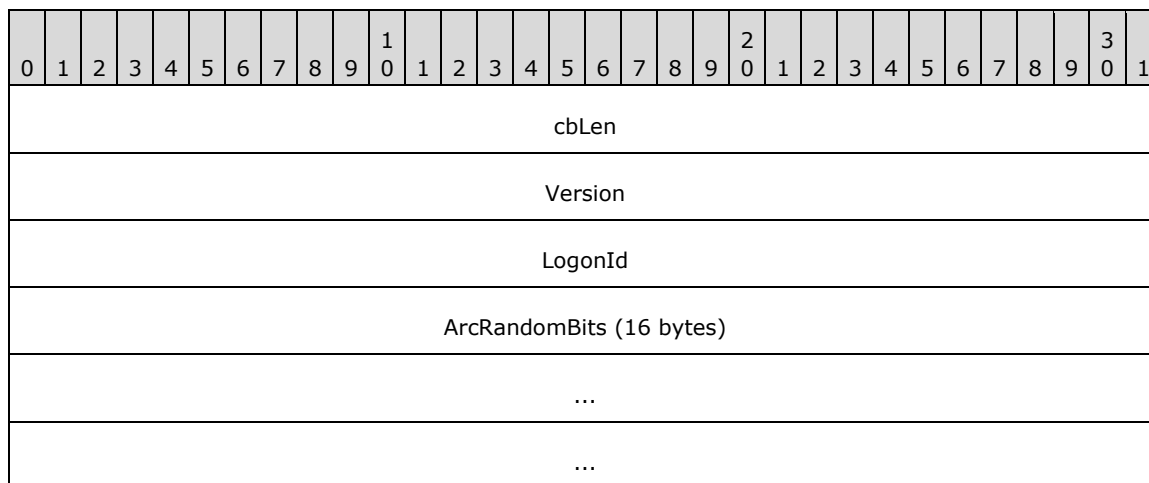 0 1 2 3 4 5 6 7 8 9 1 0 1 2 3 4 5 6 7 8 9 2 0 1 2 3 4 5 6 7 8 9 3 0 1
cbLen
Version
LogonId
ArcRandomBits (16 bytes)
...
...